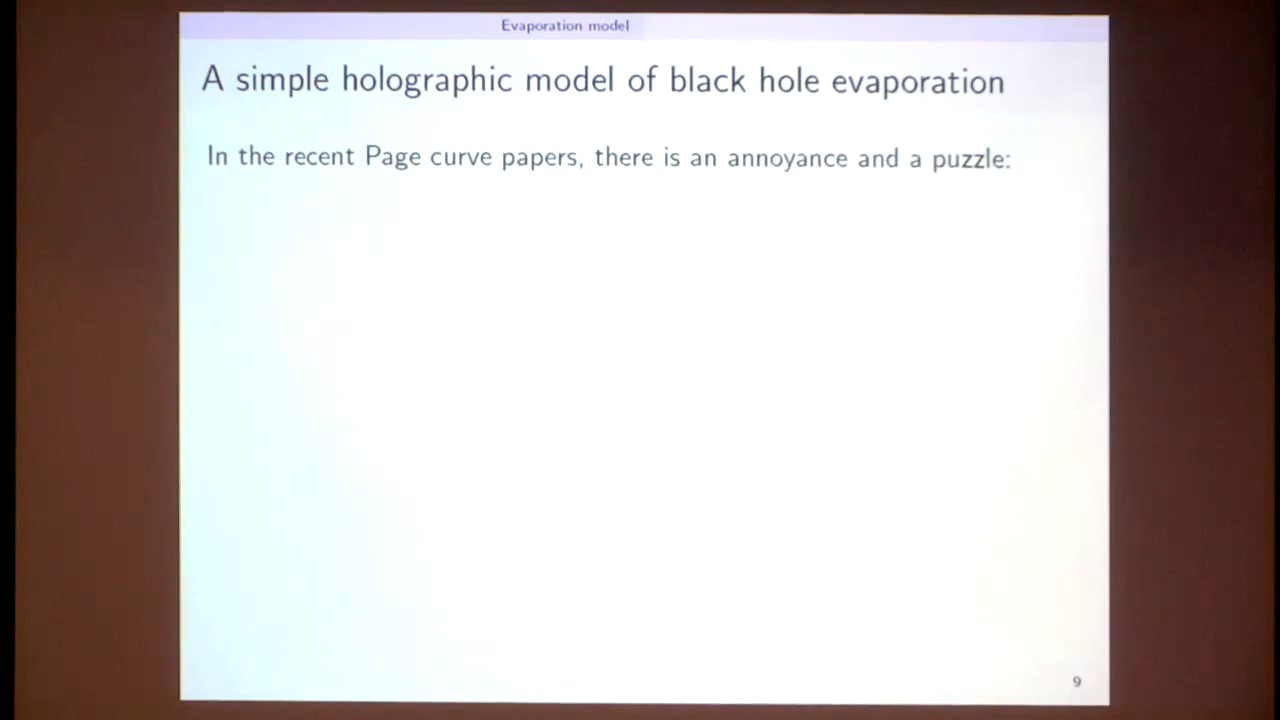 Evaporation model
A simple holographic model of black hole evaporation
In the recent Page curve papers, there is an annoyance and a puzzle:
9